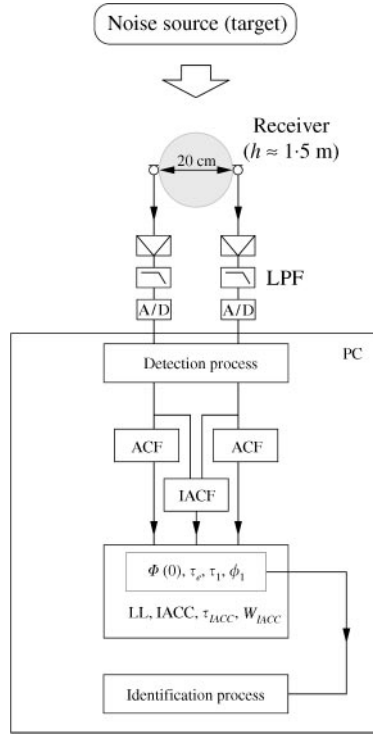 Noise source (target)
Receiver
(h ≈ 1·5 m)
20 cm
LPF
A/D A/D
PC
Detection process
ACF ACF
IACF
Φ (0), τe, τ1, ϕ1
LL, IACC, τIACC, WIACC
Identification process